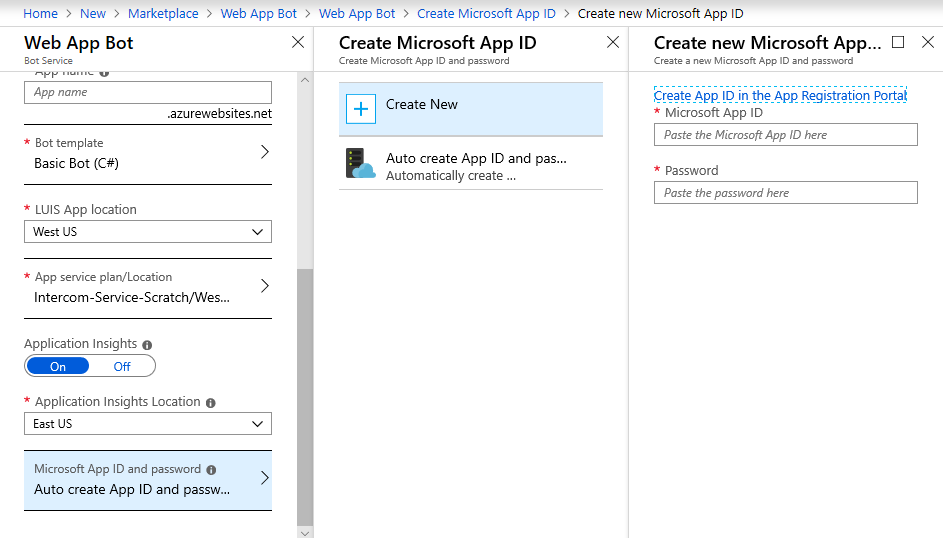 Home > New > Marketplace > Web App Bot > Web App Bot > Create Microsoft App ID > Create new Microsoft App ID
Web App Bot
Bot Service
App name
App name
.azurewebsites.net
* Bot template
Basic Bot (C#)
* LUIS App location
West US
* App service plan/Location
Intercom-Service-Scratch/Wes...
Application Insights
On Off
* Application Insights Location
East US
Microsoft App ID and password
Auto create App ID and passw...
Create Microsoft App ID
Create Microsoft App ID and password
Create New
Auto create App ID and pas...
Automatically create ...
Create new Microsoft App...
Create a new Microsoft App ID and password
Create App ID in the App Registration Portal
* Microsoft App ID
Paste the Microsoft App ID here
* Password
Paste the password here